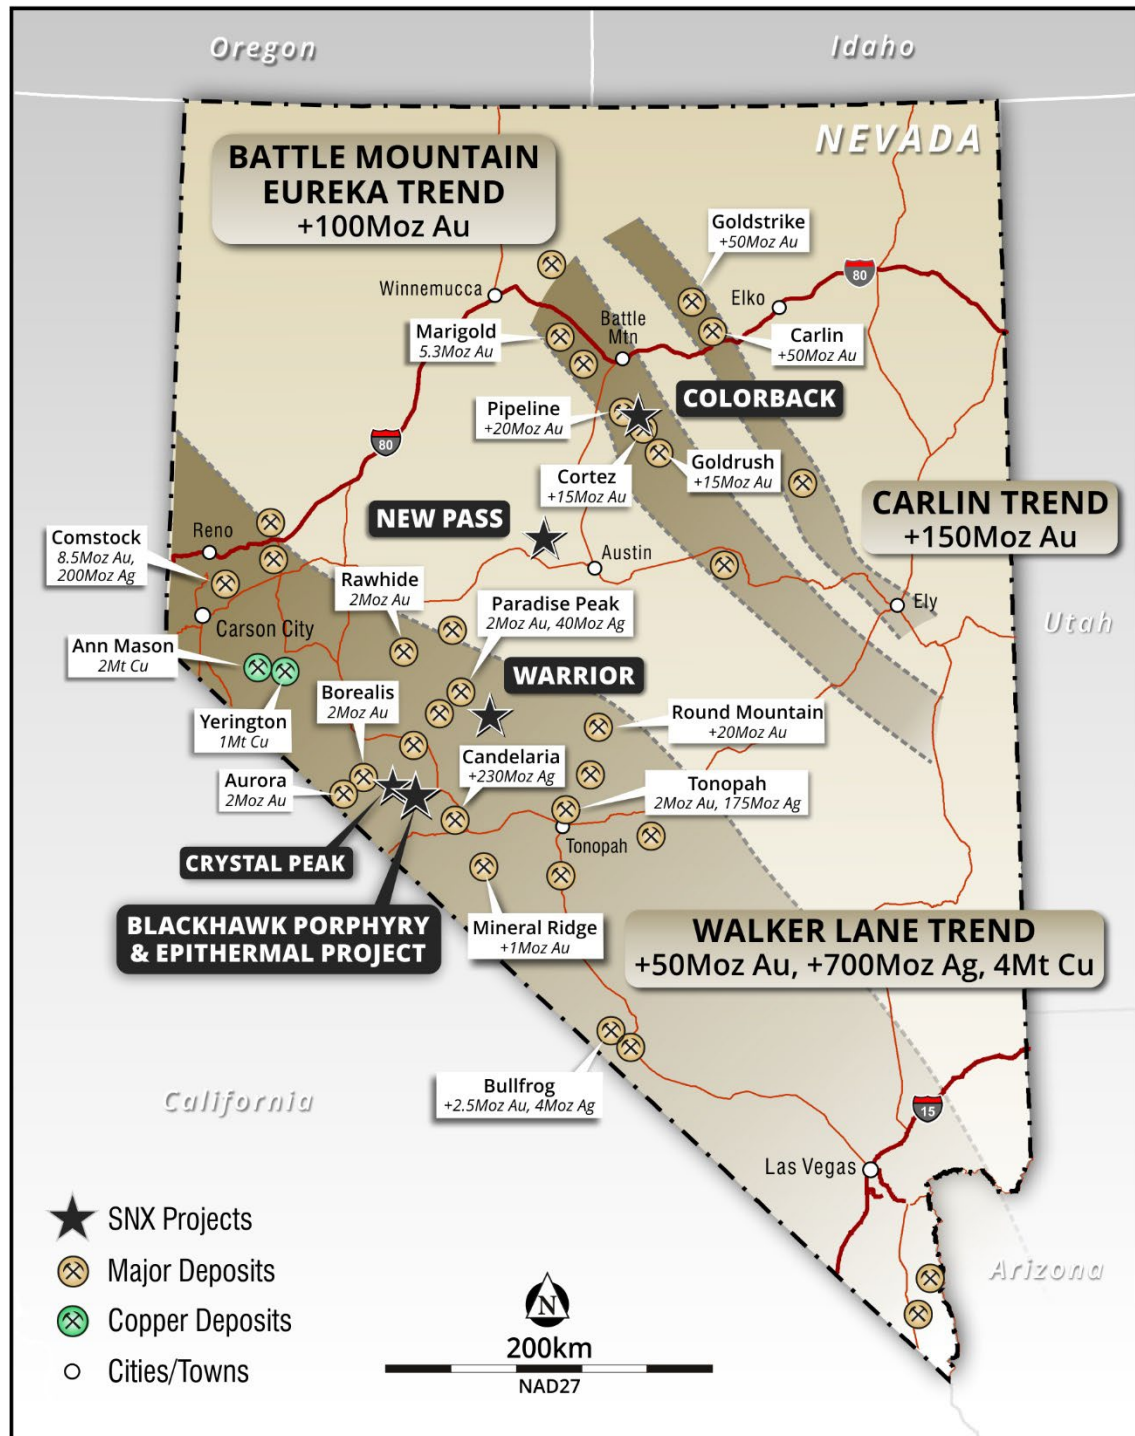 Oregon
Idaho
NEVADA
BATTLE MOUNTAIN
EUREKA TREND
+100Moz Au
Goldstrike
+50Moz Au
80
Winnemucca
Elko
Battle
Mtn
Marigold
5.3Moz Au
Carlin
+50Moz Au
COLORBACK
Pipeline
+20Moz Au
80
Goldrush
+15Moz Au
Cortez
+15Moz Au
CARLIN TREND
+150Moz Au
NEW PASS
Comstock
8.5Moz Au,
200Moz Ag
Reno
Austin
Rawhide
2Moz Au
Paradise Peak
2Moz Au, 40Moz Ag
Ely
Utah
Carson City
Ann Mason
2Mt Cu
WARRIOR
Borealis
2Moz Au
Yerington
1Mt Cu
Round Mountain
+20Moz Au
Candelaria
+230Moz Ag
Aurora
2Moz Au
Tonopah
2Moz Au, 175Moz Ag
Tonopah
CRYSTAL PEAK
BLACKHAWK PORPHYRY
& EPITHERMAL PROJECT
Mineral Ridge
+1Moz Au
WALKER LANE TREND
+50Moz Au, +700Moz Ag, 4Mt Cu
Bullfrog
+2.5Moz Au, 4Moz Ag
California
15
Las Vegas
Arizona
SNX Projects
Major Deposits
Copper Deposits
Cities/Towns
N
200km
NAD27